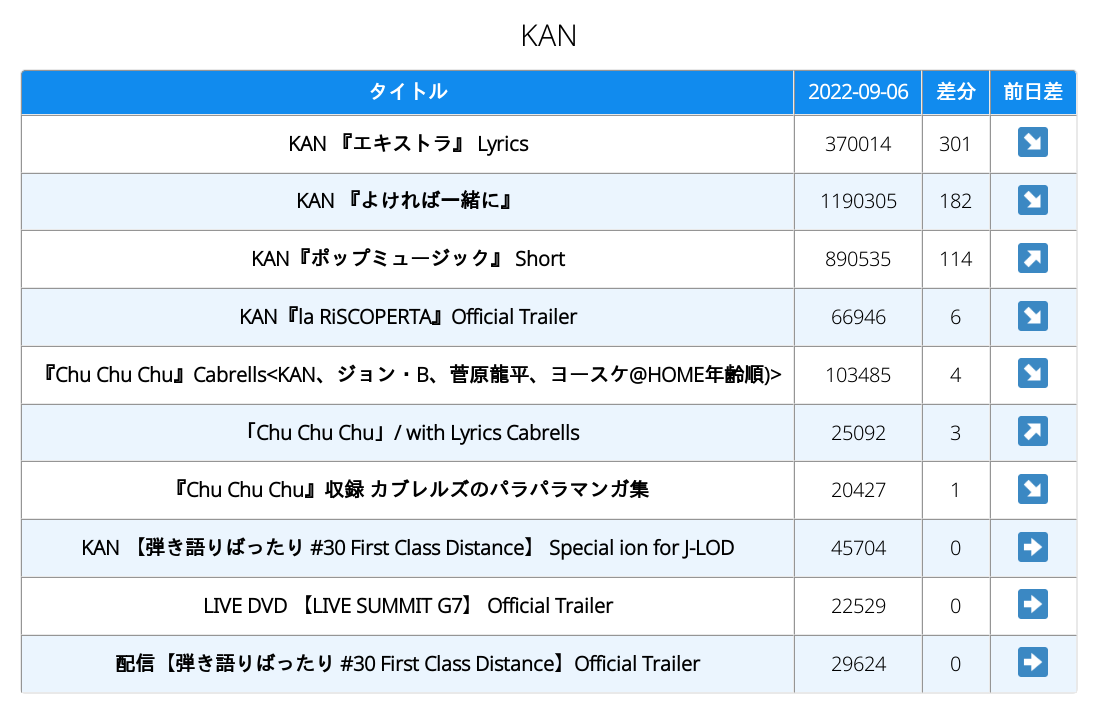 KAN
タイトル 2022-09-06 差分 前日差
KAN 『エキストラ』 Lyrics 370014 301
KAN 『よければ一緒に』 1190305 182
KAN『ポップミュージック』 Short 890535 114
KAN『la RiSCOPERTA』Official Trailer 66946 6
『Chu Chu Chu』Cabrells<KAN、ジョン・B、菅原龍平、ヨースケ@HOME年齢順)> 103485 4
「Chu Chu Chu」/ with Lyrics Cabrells 25092 3
『Chu Chu Chu』収録 カブレルズのパラパラマンガ集 20427 1
KAN 【弾き語りばったり #30 First Class Distance】 Special ion for J-LOD 45704 0
LIVE DVD 【LIVE SUMMIT G7】 Official Trailer 22529 0
配信【弾き語りばったり #30 First Class Distance】Official Trailer 29624 0